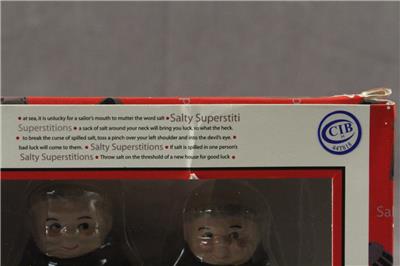 P
• at sea, it is unlucky for a sailor's mouth to mutter the word salt • Salty Superstiti
Superstitions • a sack of salt around your neck will bring you luck, so what the heck.
• to break the curse of spilled salt, toss a pinch over your left shoulder and into the devil's eye. •
bad luck will come to them. • Salty Superstitions • If salt is spilled in one person's
Salty Superstitions • Throw salt on the threshold of a new house for good luck •
CIB
Sal